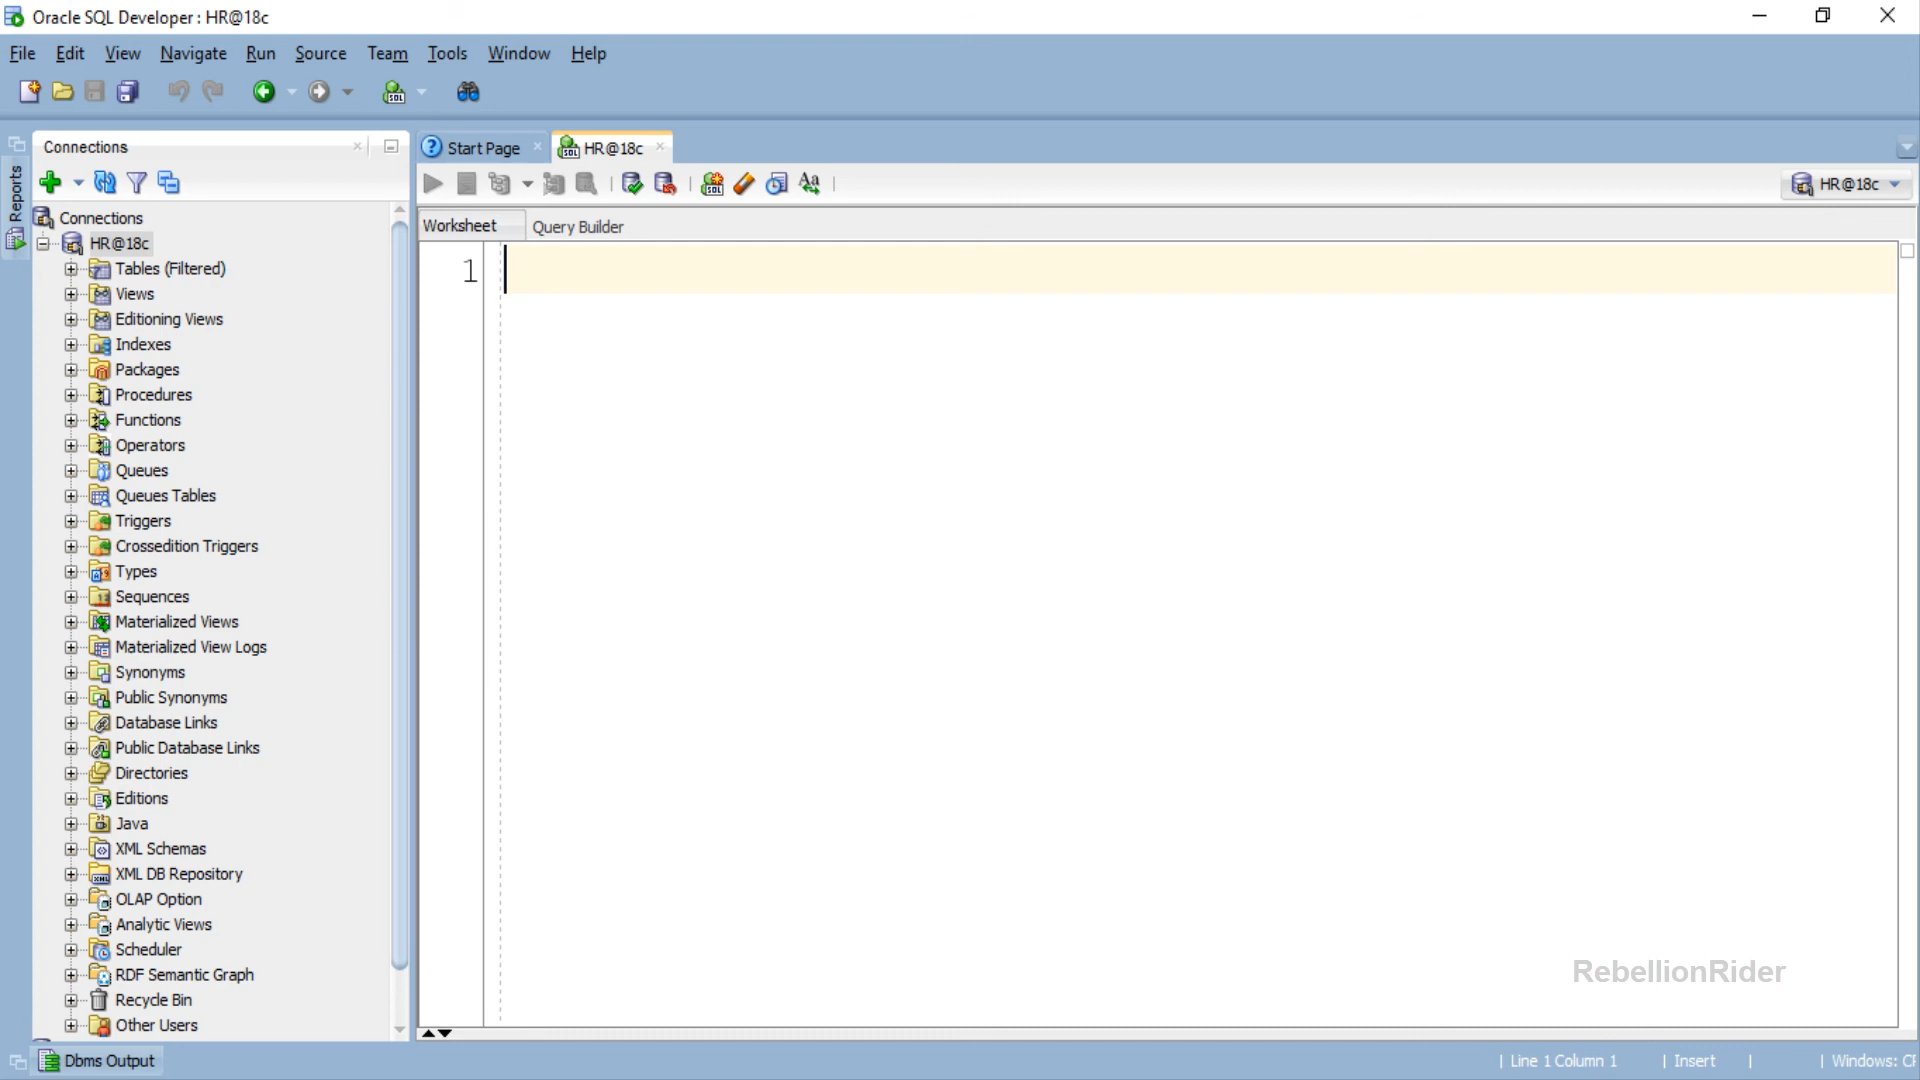 Oracle SQL Developer : HR@18c
File Edit View Navigate Run Source Team Tools Window Help
Reports
Connections
Start Page
HR@18c
HR@18c
Worksheet
Query Builder
1
Connections
HR@18c
Tables (Filtered)
Views
Editioning Views
Indexes
Packages
Procedures
Functions
Operators
Queues
Queues Tables
Triggers
Crossedition Triggers
Types
Sequences
Materialized Views
Materialized View Logs
Synonyms
Public Synonyms
Database Links
Public Database Links
Directories
Editions
Java
XML Schemas
XML DB Repository
OLAP Option
Analytic Views
Scheduler
RDF Semantic Graph
Recycle Bin
Other Users
RebellionRider
Dbms Output
| Line 1 Column 1 | Insert | | Windows: